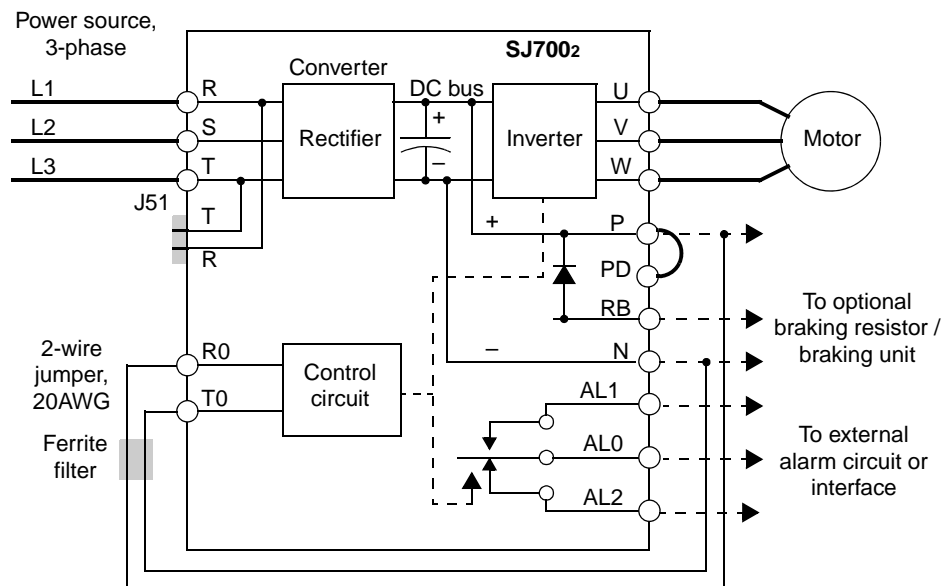 Power source,
3-phase
SJ7002
Converter
L1
R
DC bus
U
+
L2
S
Rectifier
Inverter
V
Motor
–
L3
T
W
J51
T
+
P
R
PD
RB
To optional
braking resistor /
braking unit
2-wire
jumper,
20AWG
R0
–
N
Control
circuit
T0
AL1
Ferrite
filter
AL0
To external
alarm circuit or
interface
AL2